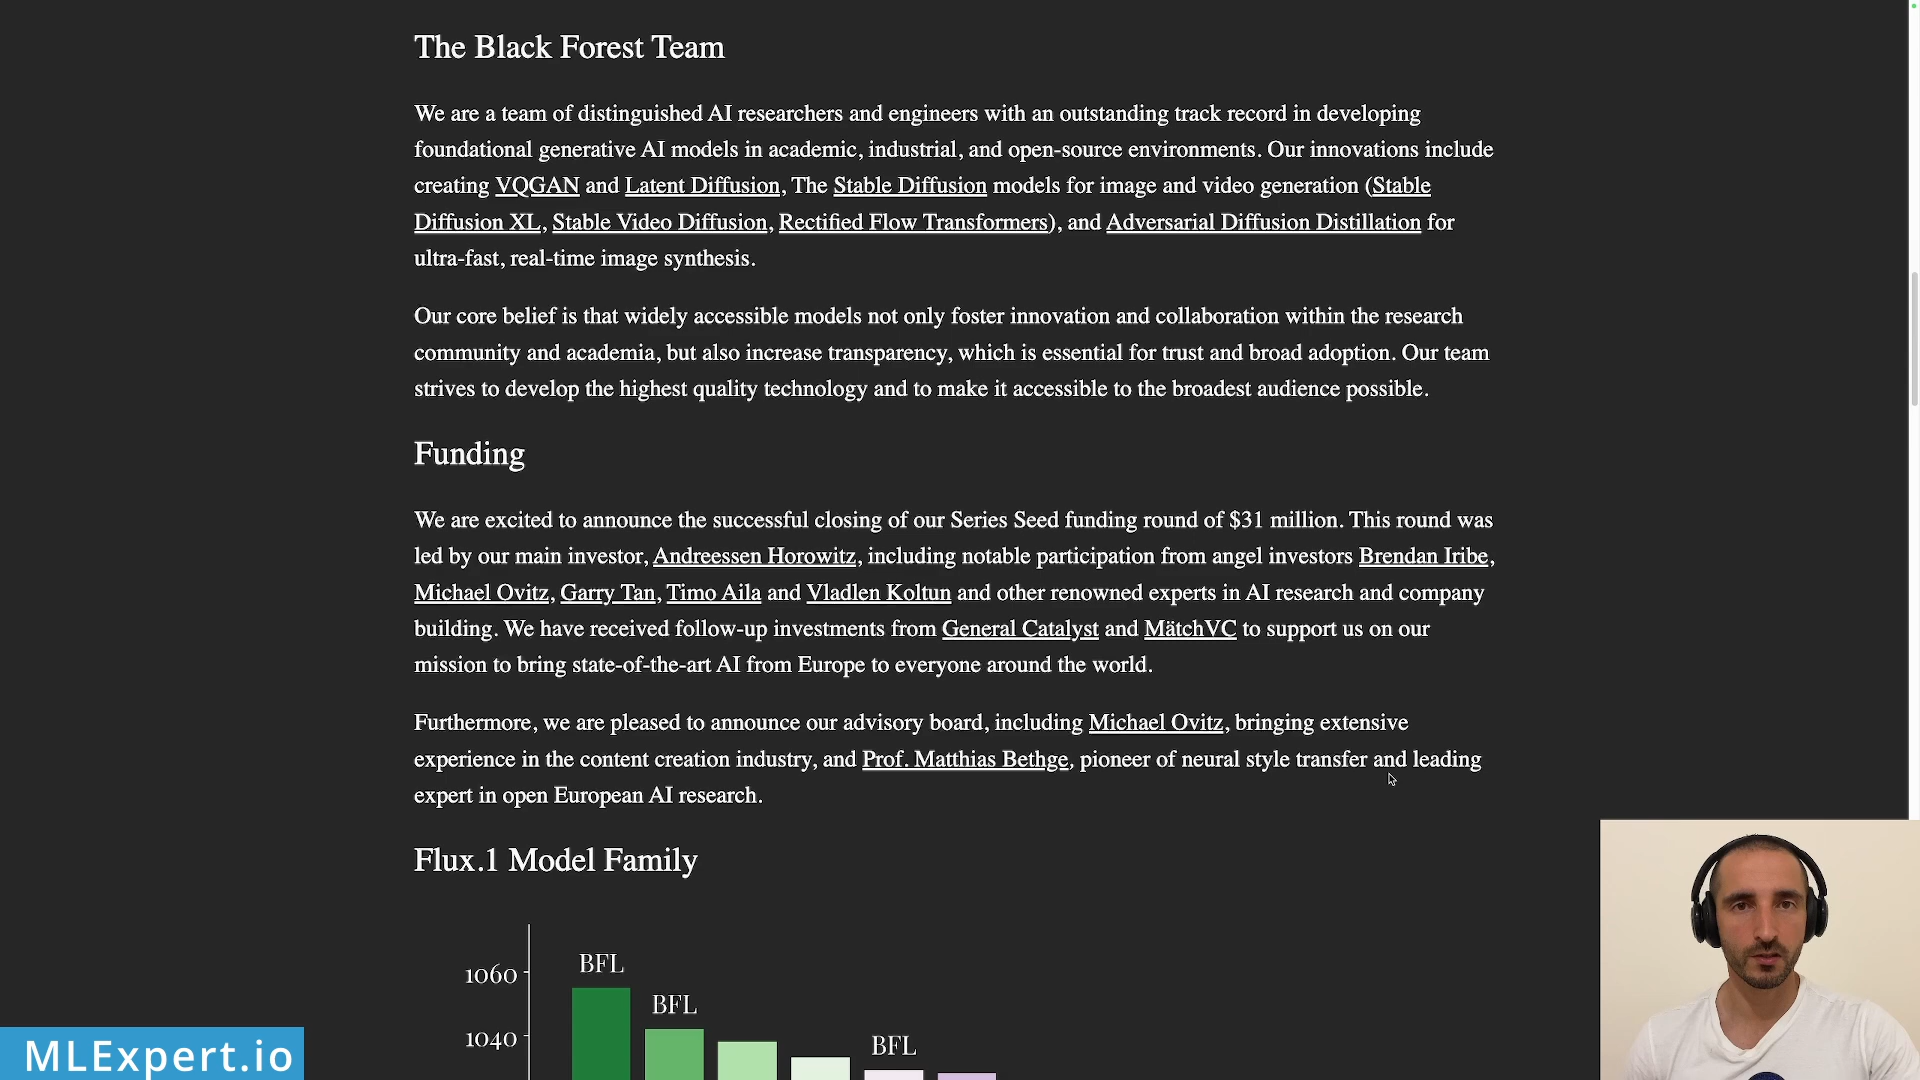 The Black Forest Team
We are a team of distinguished AI researchers and engineers with an outstanding track record in developing
foundational generative AI models in academic, industrial, and open-source environments. Our innovations include
creating VQGAN and Latent Diffusion, The Stable Diffusion models for image and video generation (Stable
Diffusion XL, Stable Video Diffusion, Rectified Flow Transformers), and Adversarial Diffusion Distillation for
ultra-fast, real-time image synthesis.
Our core belief is that widely accessible models not only foster innovation and collaboration within the research
community and academia, but also increase transparency, which is essential for trust and broad adoption. Our team
strives to develop the highest quality technology and to make it accessible to the broadest audience possible.
Funding
We are excited to announce the successful closing of our Series Seed funding round of $31 million. This round was
led by our main investor, Andreessen Horowitz, including notable participation from angel investors Brendan Iribe,
Michael Ovitz, Garry Tan, Timo Aila and Vladlen Koltun and other renowned experts in AI research and company
building. We have received follow-up investments from General Catalyst and MätchVC to support us on our
mission to bring state-of-the-art AI from Europe to everyone around the world.
Furthermore, we are pleased to announce our advisory board, including Michael Ovitz, bringing extensive
experience in the content creation industry, and Prof. Matthias Bethge, pioneer of neural style transfer and leading
expert in open European AI research.
Flux.1 Model Family
1060
BFL
BFL
1040
BFL
MLExpert.io